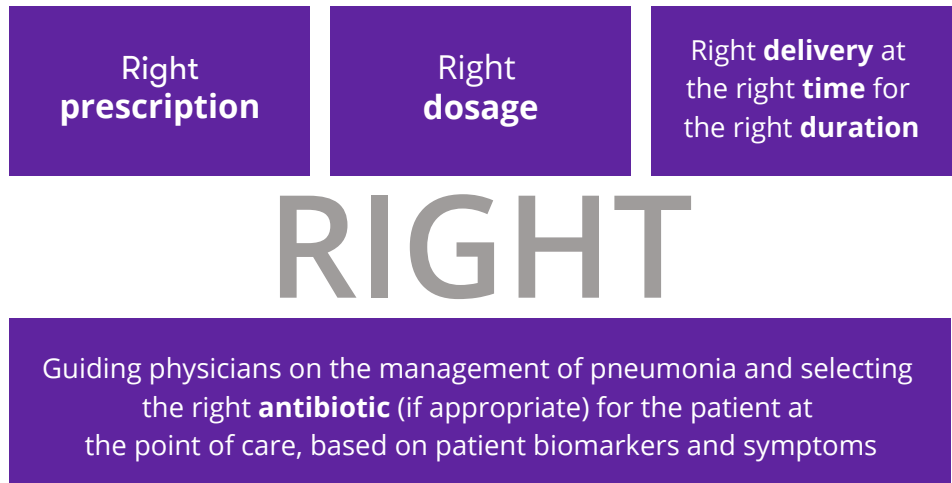 Right
prescription
Right
dosage
Right delivery at
the right time for
the right duration
RIGHT
Guiding physicians on the management of pneumonia and selecting
the right antibiotic (if appropriate) for the patient at
the point of care, based on patient biomarkers and symptoms